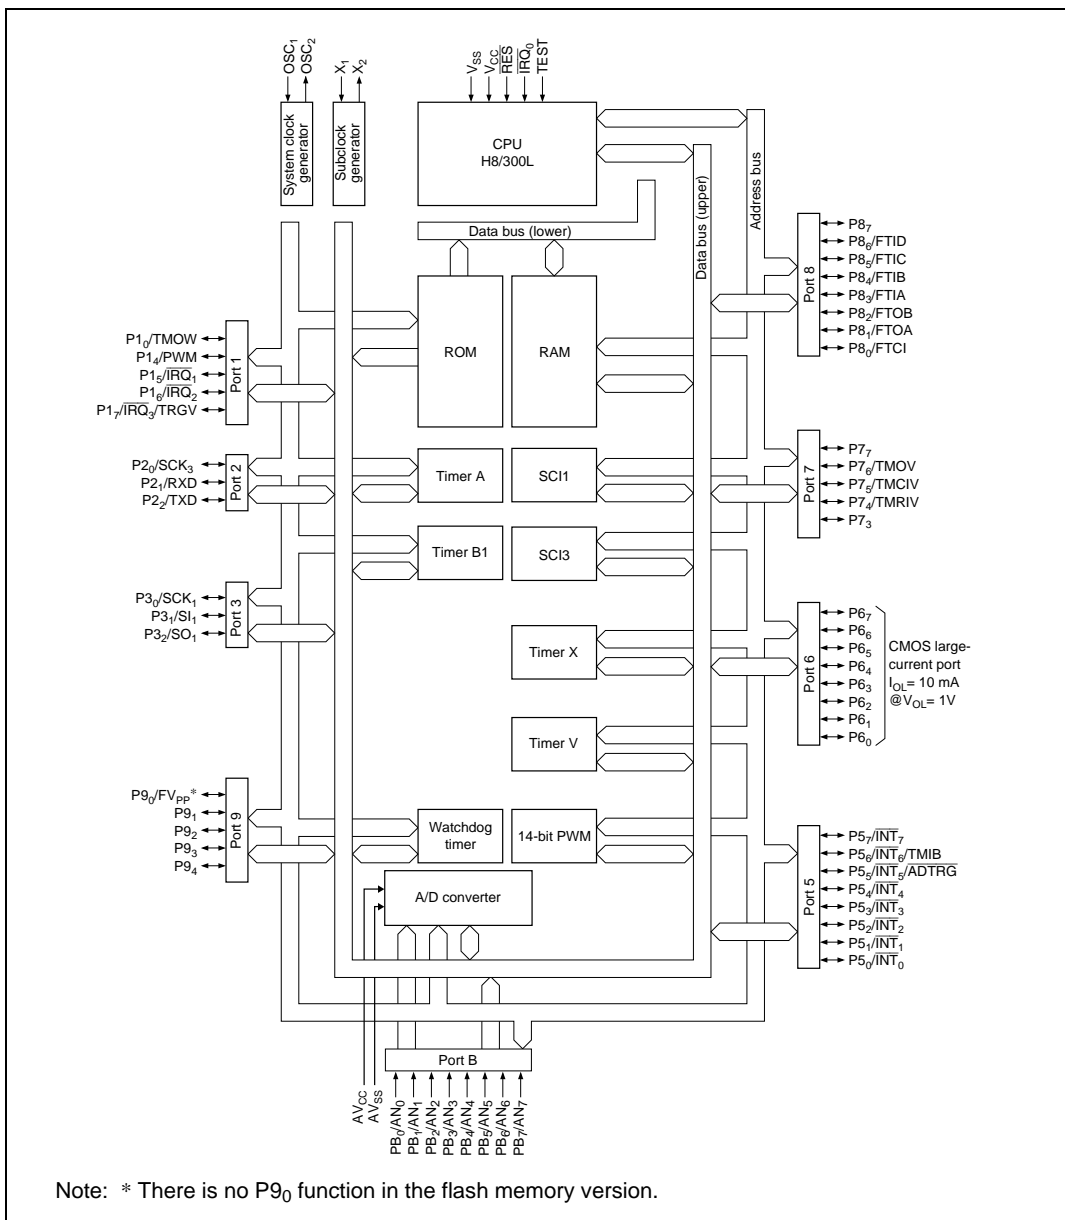 OSC1
OSC2
X1
X2
VSS
VCC
RES
IRQ0
TEST
System clock
generator
Subclock
generator
CPU
H8/300L
Data bus (lower)
Data bus (upper)
Address bus
ROM
RAM
Timer A
SCI1
Timer B1
SCI3
Timer X
Timer V
Watchdog
timer
14-bit PWM
A/D converter
P10/TMOW
P14/PWM
P15/IRQ1
P16/IRQ2
P17/IRQ3/TRGV
Port 1
P20/SCK3
P21/RXD
P22/TXD
Port 2
P30/SCK1
P31/SI1
P32/SO1
Port 3
P90/FVPP*
P91
P92
P93
P94
Port 9
Port 8
P87
P86/FTID
P85/FTIC
P84/FTIB
P83/FTIA
P82/FTOB
P81/FTOA
P80/FTCI
Port 7
P77
P76/TMOV
P75/TMCIV
P74/TMRIV
P73
Port 6
P67
P66
P65
P64
P63
P62
P61
P60
CMOS large-
current port
IOL= 10 mA
@VOL= 1V
Port 5
P57/INT7
P56/INT6/TMIB
P55/INT5/ADTRG
P54/INT4
P53/INT3
P52/INT2
P51/INT1
P50/INT0
Port B
AVCC
AVSS
PB0/AN0
PB1/AN1
PB2/AN2
PB3/AN3
PB4/AN4
PB5/AN5
PB6/AN6
PB7/AN7
Note: * There is no P90 function in the flash memory version.